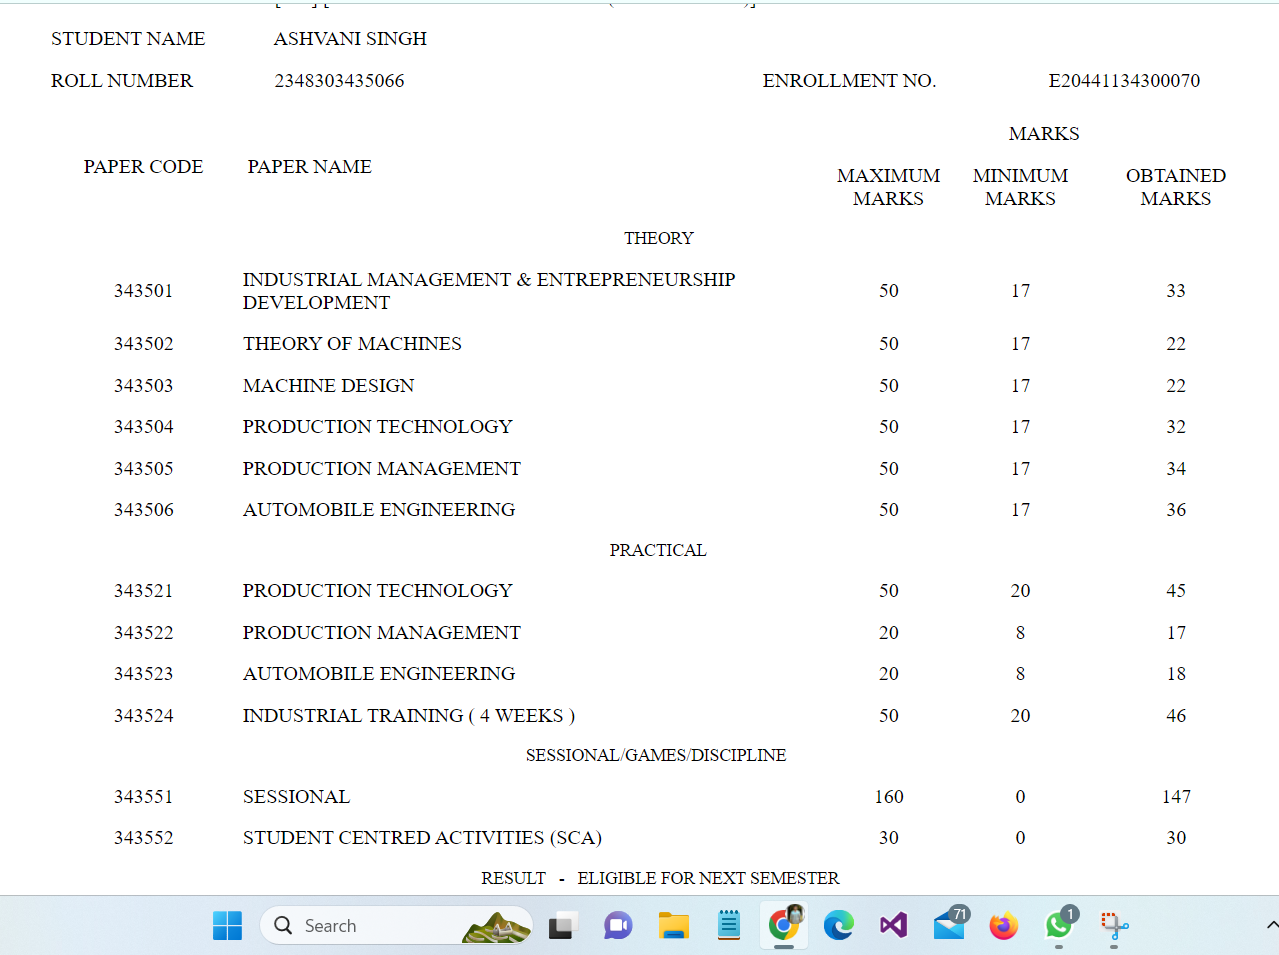 STUDENT NAME ASHVANI SINGH
ROLL NUMBER 2348303435066 ENROLLMENT NO. E20441134300070
MARKS
PAPER CODE PAPER NAME
MAXIMUM MARKS MINIMUM MARKS OBTAINED MARKS
THEORY
343501 INDUSTRIAL MANAGEMENT & ENTREPRENEURSHIP DEVELOPMENT 50 17 33
343502 THEORY OF MACHINES 50 17 22
343503 MACHINE DESIGN 50 17 22
343504 PRODUCTION TECHNOLOGY 50 17 32
343505 PRODUCTION MANAGEMENT 50 17 34
343506 AUTOMOBILE ENGINEERING 50 17 36
PRACTICAL
343521 PRODUCTION TECHNOLOGY 50 20 45
343522 PRODUCTION MANAGEMENT 20 8 17
343523 AUTOMOBILE ENGINEERING 20 8 18
343524 INDUSTRIAL TRAINING ( 4 WEEKS ) 50 20 46
SESSIONAL/GAMES/DISCIPLINE
343551 SESSIONAL 160 0 147
343552 STUDENT CENTRED ACTIVITIES (SCA) 30 0 30
RESULT - ELIGIBLE FOR NEXT SEMESTER
Search 71 1